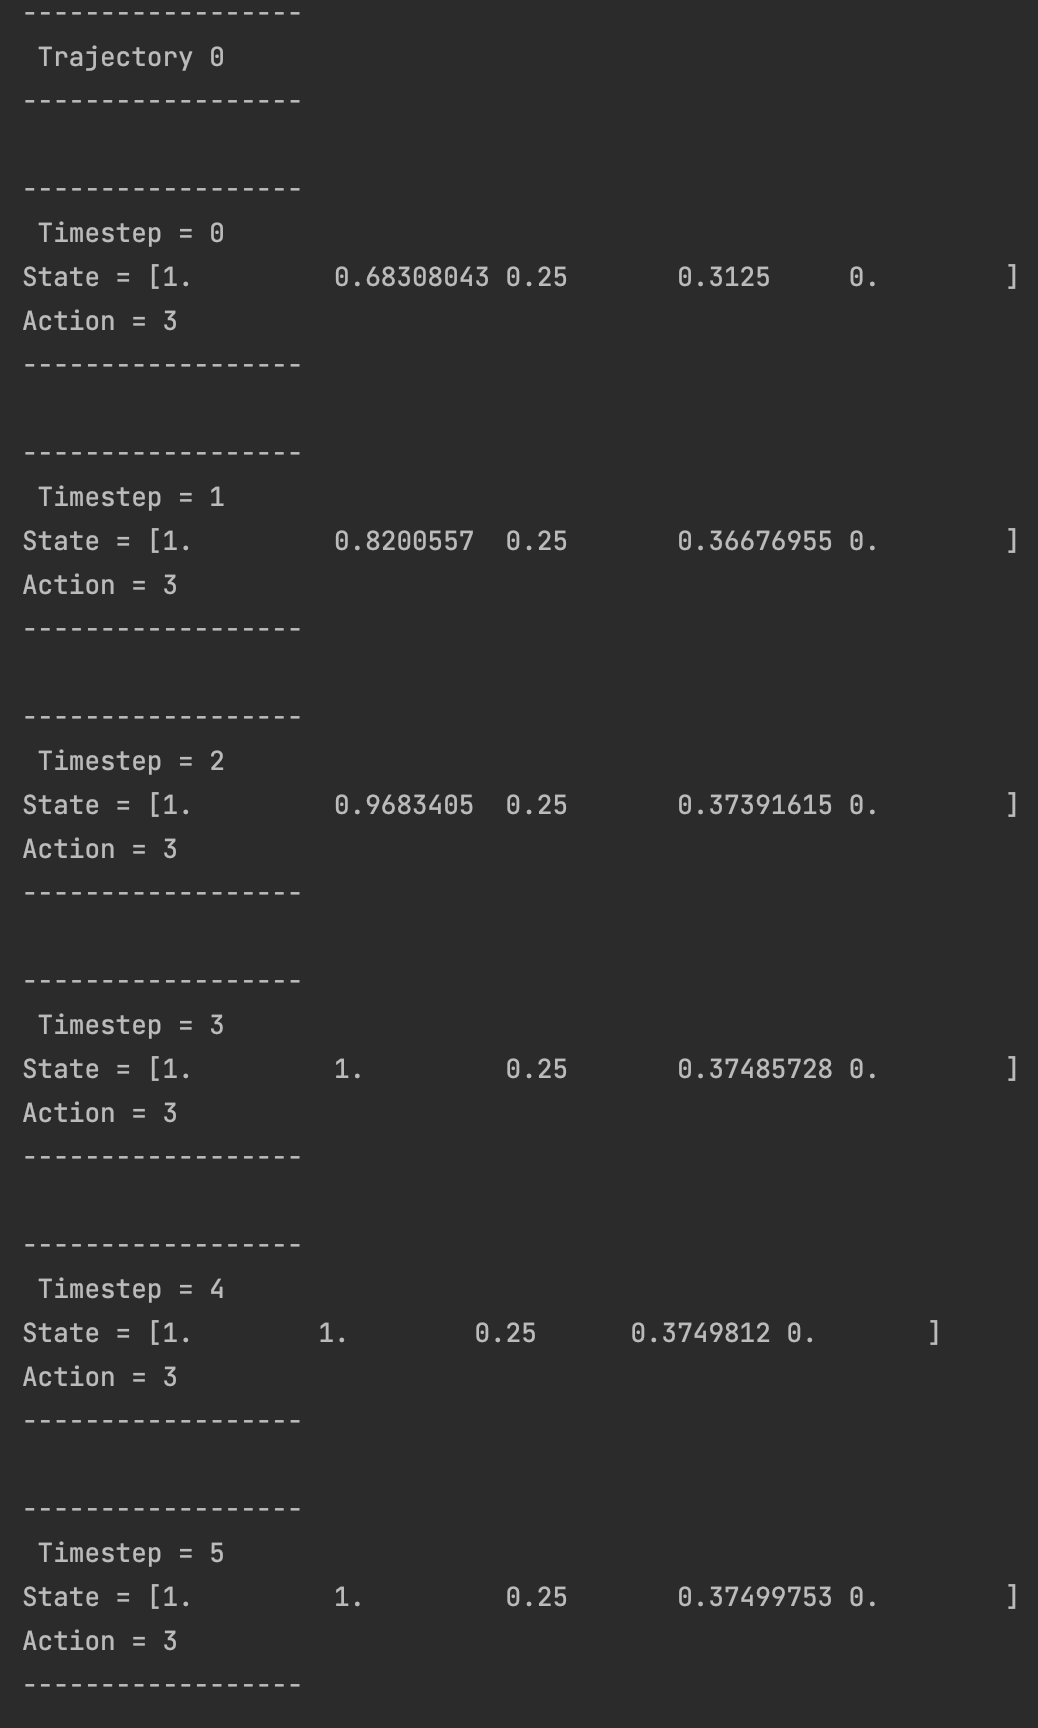 ------------------
 Trajectory 0
------------------
------------------
 Timestep = 0
State = [1.         0.68308043 0.25       0.3125     0.        ]
Action = 3
------------------
------------------
 Timestep = 1
State = [1.         0.8200557  0.25       0.36676955 0.        ]
Action = 3
------------------
------------------
 Timestep = 2
State = [1.         0.9683405  0.25       0.37391615 0.        ]
Action = 3
------------------
------------------
 Timestep = 3
State = [1.         1.         0.25       0.37485728 0.        ]
Action = 3
------------------
------------------
 Timestep = 4
State = [1.        1.        0.25      0.3749812 0.       ]
Action = 3
------------------
------------------
 Timestep = 5
State = [1.         1.         0.25       0.37499753 0.        ]
Action = 3
------------------